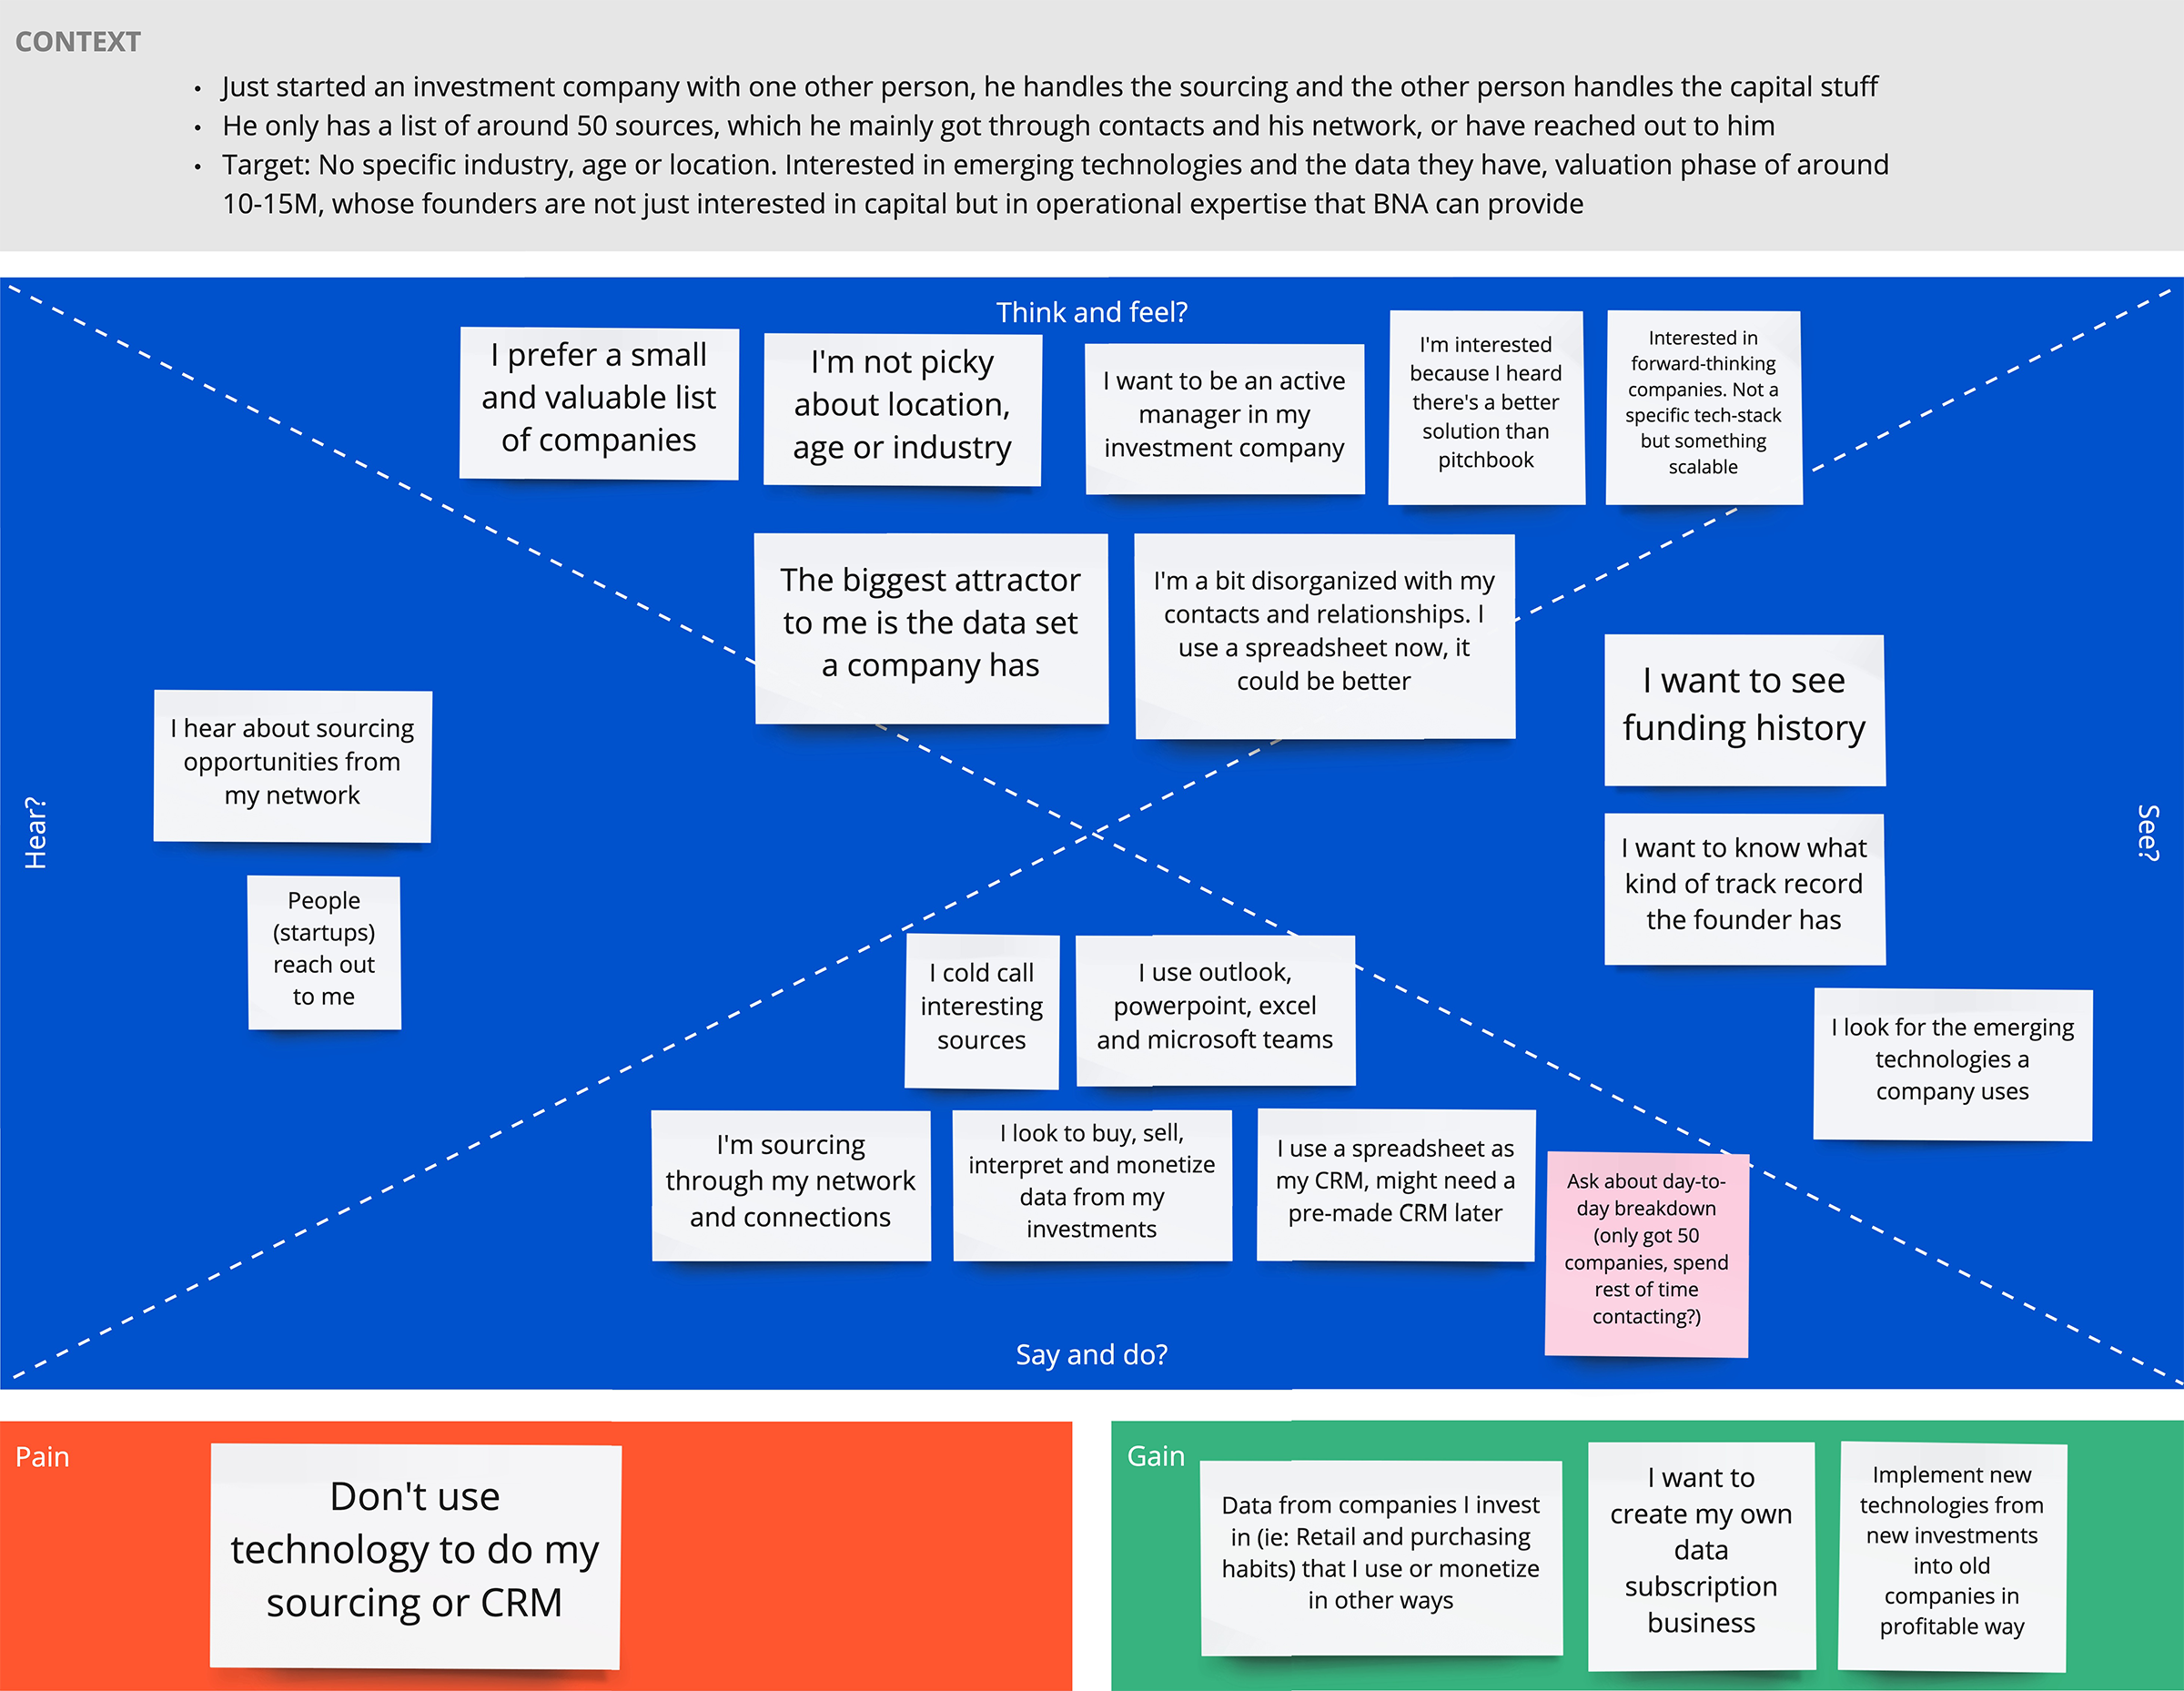 CONTEXT
• Just started an investment company with one other person, he handles the sourcing and the other person handles the capital stuff
• He only has a list of around 50 sources, which he mainly got through contacts and his network, or have reached out to him
• Target: No specific industry, age or location. Interested in emerging technologies and the data they have, valuation phase of around
10-15M, whose founders are not just interested in capital but in operational expertise that BNA can provide
Think and feel?
I prefer a small
and valuable list
of companies
I'm not picky
about location,
age or industry
I want to be an active
manager in my
investment company
I'm interested
because I heard
there's a better
solution than
pitchbook
Interested in
forward-thinking
companies. Not a
specific tech-stack
but something
scalable
The biggest attractor
to me is the data set
a company has
I'm a bit disorganized with my
contacts and relationships. I
use a spreadsheet now, it
could be better
Hear?
I hear about sourcing
opportunities from
my network
People
(startups)
reach out
to me
See?
I want to see
funding history
I want to know what
kind of track record
the founder has
I look for the emerging
technologies a
company uses
I cold call
interesting
sources
I use outlook,
powerpoint, excel
and microsoft teams
I'm sourcing
through my network
and connections
I look to buy, sell,
interpret and monetize
data from my
investments
I use a spreadsheet as
my CRM, might need a
pre-made CRM later
Ask about day-to-
day breakdown
(only got 50
companies, spend
rest of time
contacting?)
Say and do?
Pain
Don't use
technology to do my
sourcing or CRM
Gain
Data from companies I invest
in (ie: Retail and purchasing
habits) that I use or monetize
in other ways
I want to
create my own
data
subscription
business
Implement new
technologies from
new investments
into old
companies in
profitable way